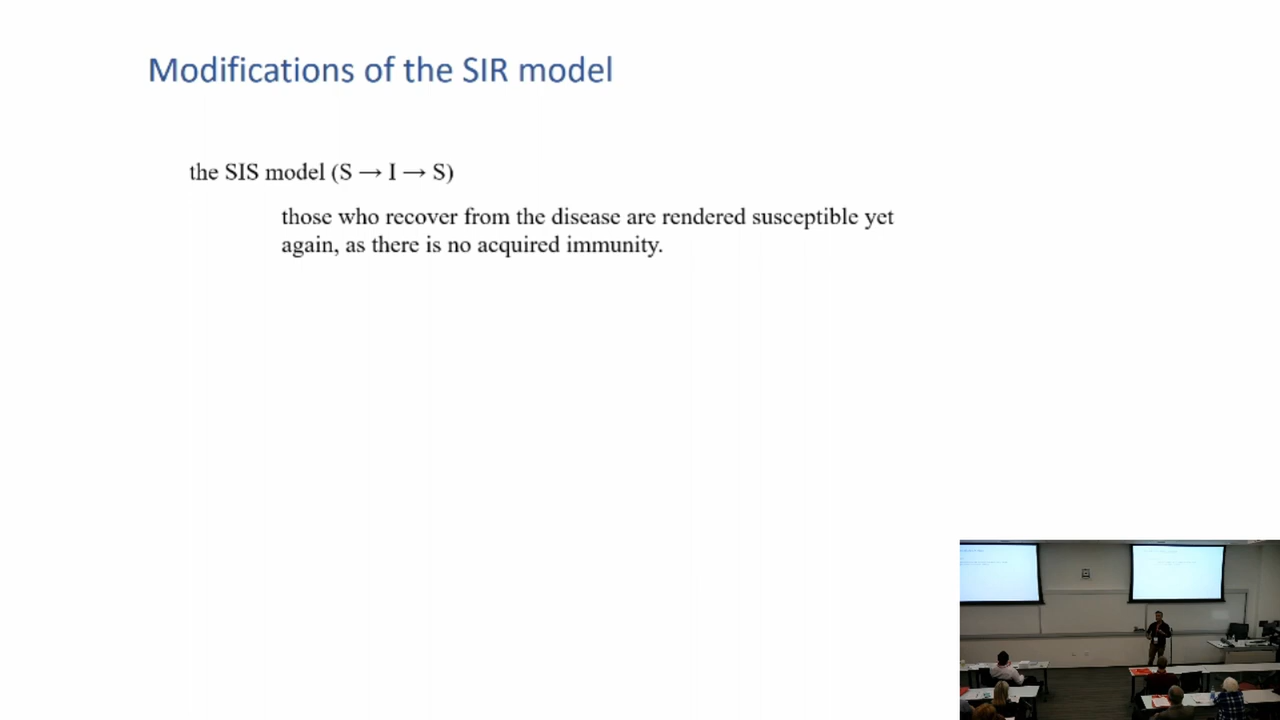 Modifications of the SIR model
the SIS model (S → I → S)
those who recover from the disease are rendered susceptible yet
again, as there is no acquired immunity.